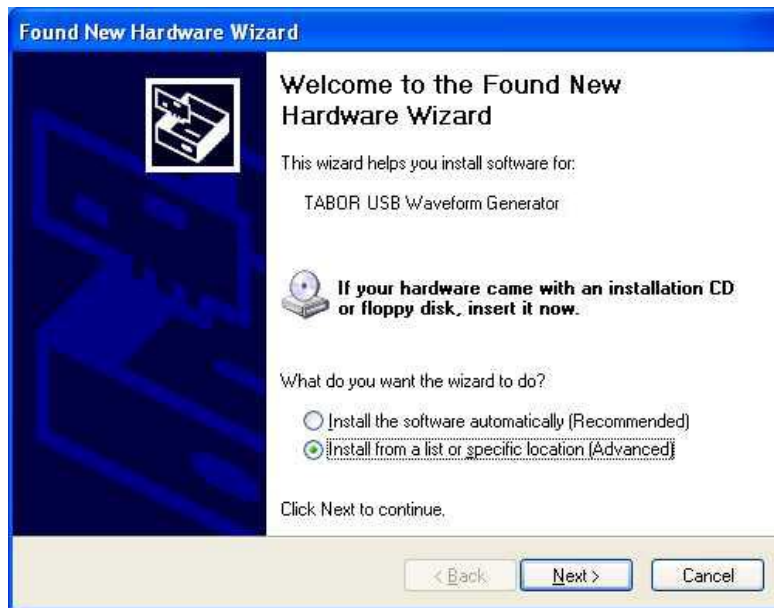 Found New Hardware Wizard
Welcome to the Found New
Hardware Wizard
This wizard helps you install software for:
TABOR USB Waveform Generator
If your hardware came with an installation CD
or floppy disk, insert it now.
What do you want the wizard to do?
Install the software automatically (Recommended)
Install from a list or specific location (Advanced)
Click Next to continue.
< Back
Next >
Cancel